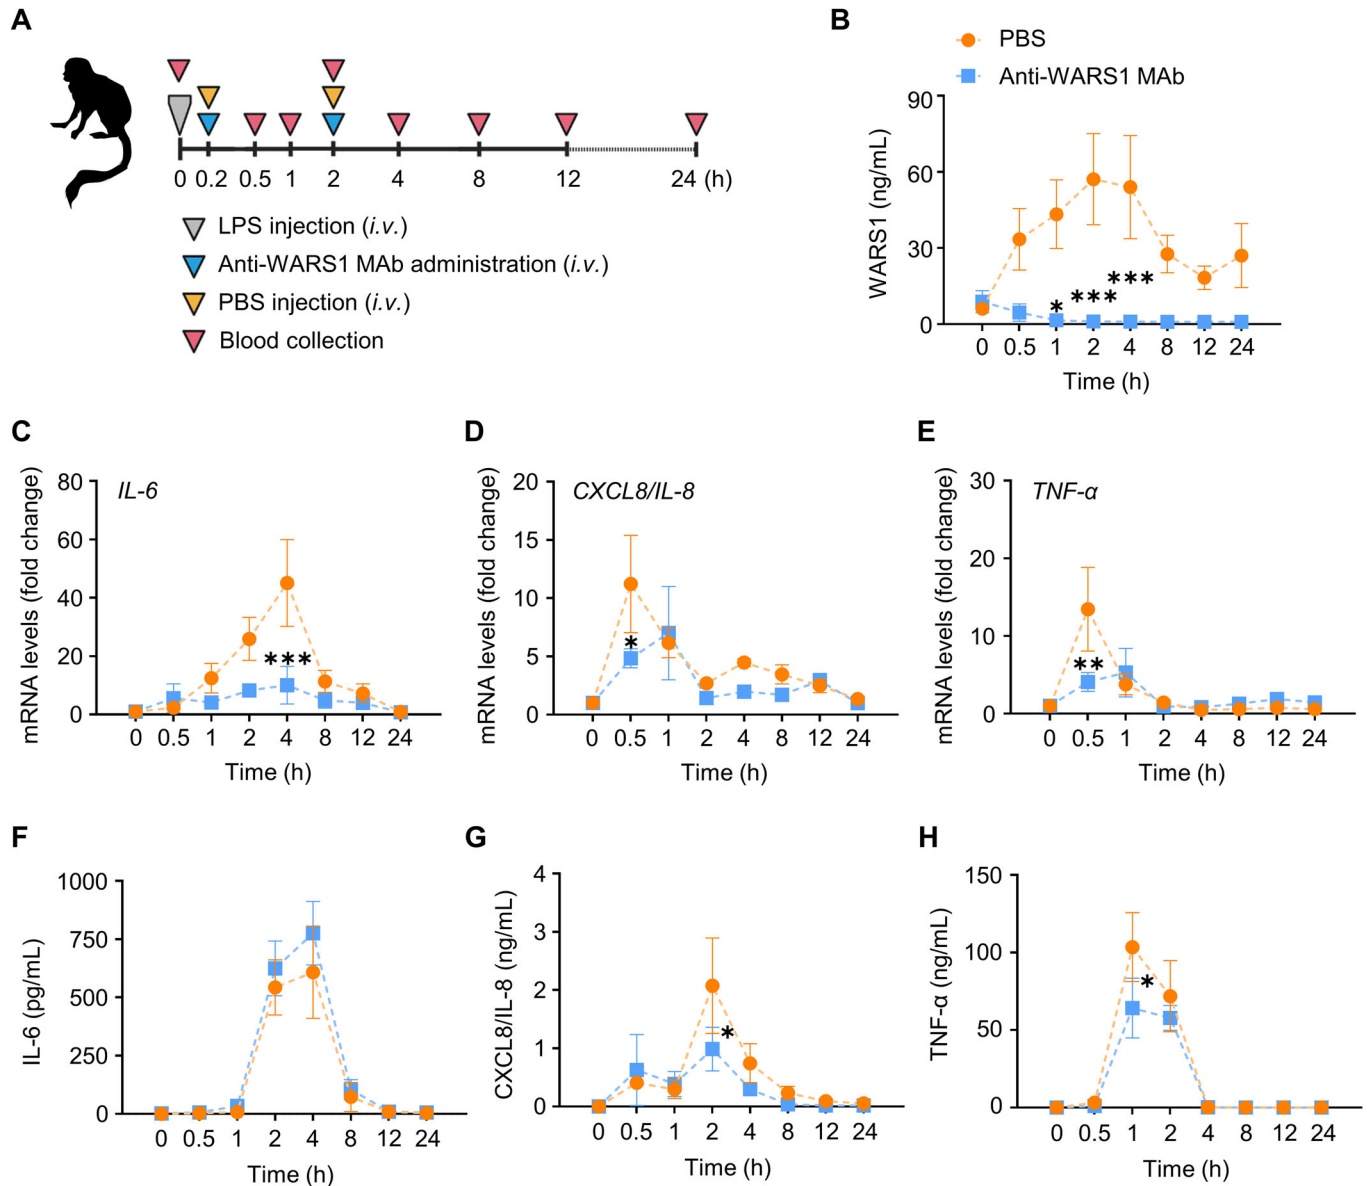 A
0 0.2 0.5 1 2 4 8 12 24 (h)
LPS injection (i.v.)
Anti-WARS1 MAb administration (i.v.)
PBS injection (i.v.)
Blood collection
B
PBS
Anti-WARS1 MAb
WARS1 (ng/mL)
90
60
30
0
***
***
*
0 0.5 1 2 4 8 12 24
Time (h)
C
mRNA levels (fold change)
IL-6
80
60
40
20
0
***
0 0.5 1 2 4 8 12 24
Time (h)
D
mRNA levels (fold change)
CXCL8/IL-8
20
15
10
5
0
*
0 0.5 1 2 4 8 12 24
Time (h)
E
mRNA levels (fold change)
TNF-α
30
20
10
0
**
0 0.5 1 2 4 8 12 24
Time (h)
F
IL-6 (pg/mL)
1000
750
500
250
0
0 0.5 1 2 4 8 12 24
Time (h)
G
CXCL8/IL-8 (ng/mL)
4
3
2
1
0
*
0 0.5 1 2 4 8 12 24
Time (h)
H
TNF-α (ng/mL)
150
100
50
0
*
0 0.5 1 2 4 8 12 24
Time (h)